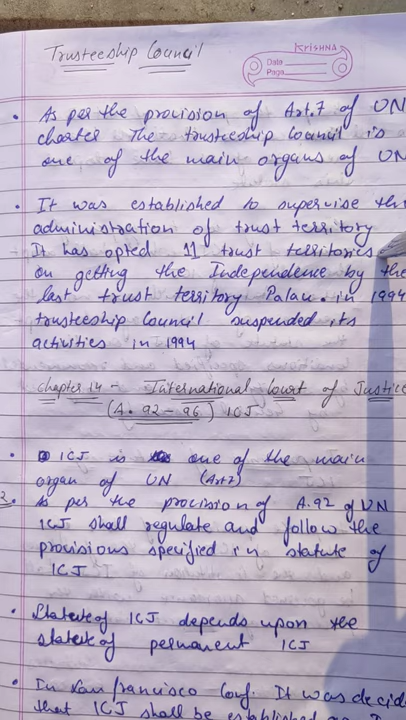 Trusteeship Council
KRISHNA
Date
Page
• As per the provision of Art.7 of UN
charter The trusteeship Council is
one of the main organs of UN
• It was established to supervise the
administration of trust territory
It has opted 11 trust territories
on getting the Independence by the
last trust territory Palau. in 1994
trusteeship Council suspended its
activities in 1994
Chapter 14 - International Court of Justice
(A. 92-96) ICJ
• ICJ is one of the main
organ of UN (Art 7)
2. As per the procision of A.92 of UN
ICJ shall regulate and follow the
provisions specified in statute of
ICJ
• Statute of ICJ depends upon the
statute of permanent ICJ
• In San francisco Conf. It was decid
that ICJ shall be established